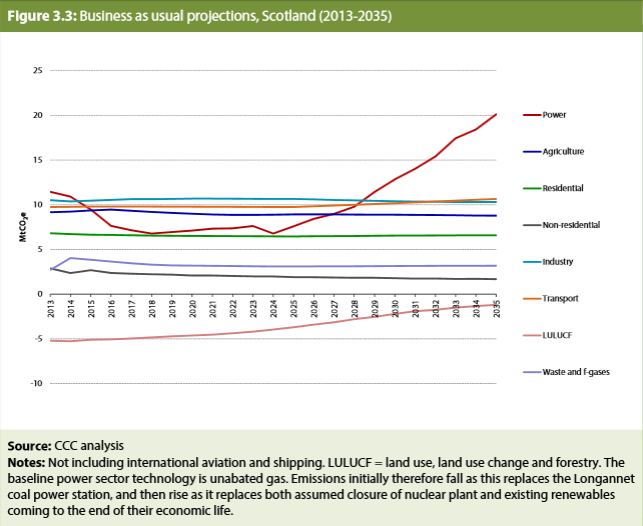 Figure 3.3: Business as usual projections, Scotland (2013-2035)
25
20
15
10
5
0
-5
-10
MtCO₂e
2013
2014
2015
2016
2017
2018
2019
2020
2021
2022
2023
2024
2025
2026
2027
2028
2029
2030
2031
2032
2033
2034
2035
Power
Agriculture
Residential
Non-residential
Industry
Transport
LULUCF
Waste and f-gases
Source: CCC analysis
Notes: Not including international aviation and shipping. LULUCF = land use, land use change and forestry. The
baseline power sector technology is unabated gas. Emissions initially therefore fall as this replaces the Longannet
coal power station, and then rise as it replaces both assumed closure of nuclear plant and existing renewables
coming to the end of their economic life.